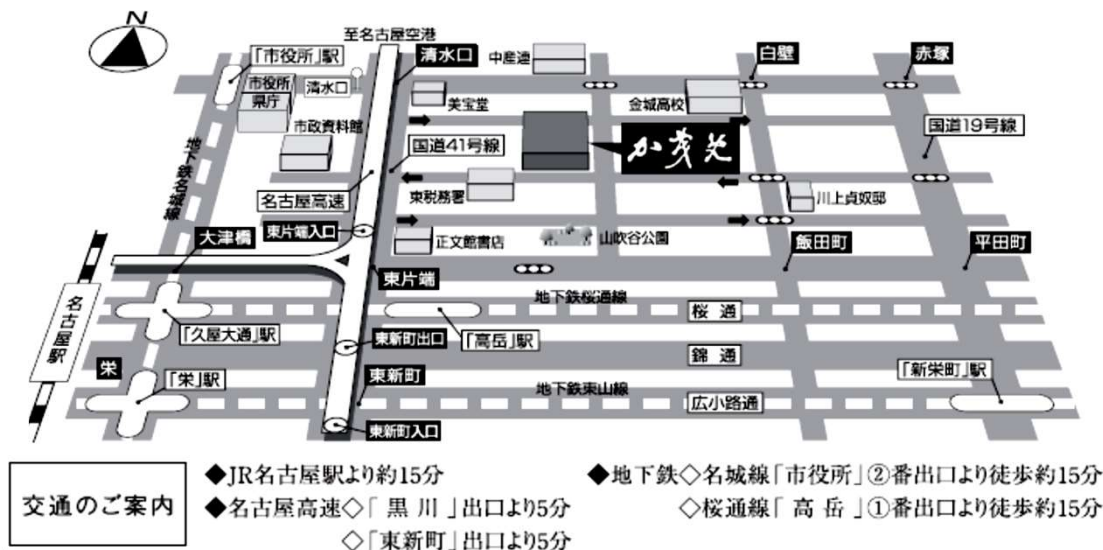 N
至名古屋空港
清水口
中産連
白壁
赤塚
「市役所」駅
市役所
県庁
清水口
美宝堂
金城高校
市政資料館
国道19号線
か茂免
国道41号線
名古屋高速
東税務署
川上貞奴邸
地下鉄名城線
大津橋
東片端入口
正文館書店
山吹谷公園
飯田町
平田町
東片端
名古屋駅
地下鉄桜通線
桜通
「久屋大通」駅
「高岳」駅
東新町出口
錦通
栄
「栄」駅
東新町
地下鉄東山線
「新栄町」駅
広小路通
東新町入口
交通のご案内
◆JR名古屋駅より約15分
◆名古屋高速◇「黒川」出口より5分
◇「東新町」出口より5分
◆地下鉄◇名城線「市役所」②番出口より徒歩約15分
◇桜通線「高岳」①番出口より徒歩約15分